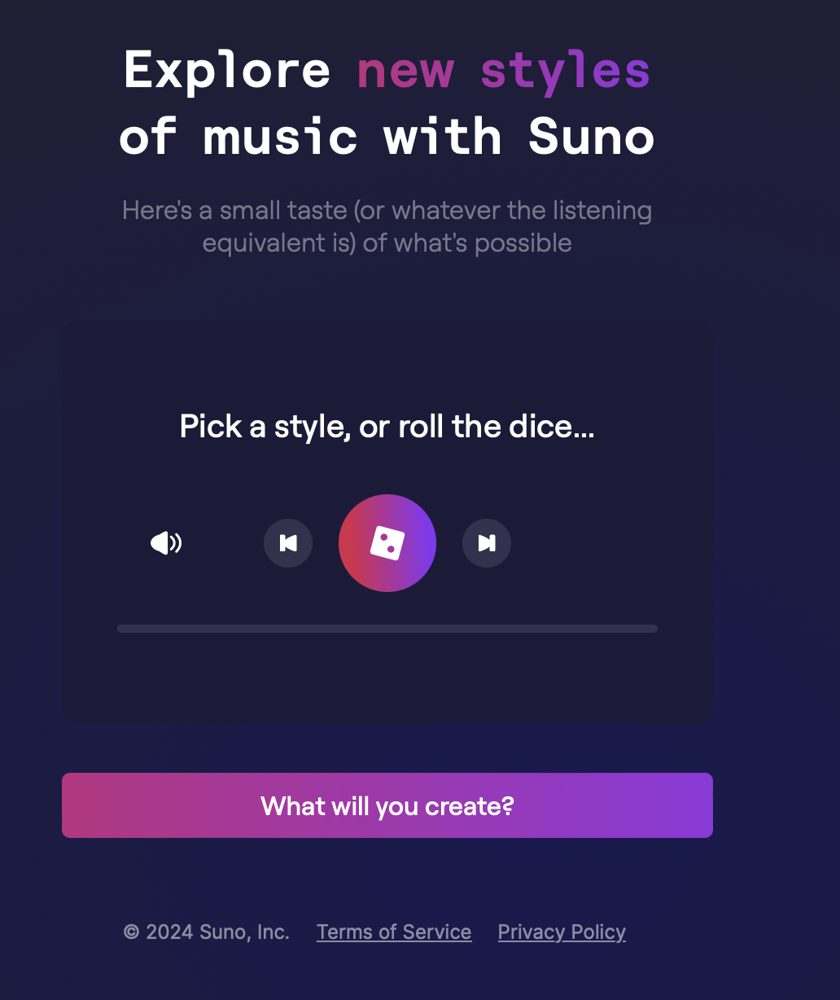 Explore new styles
of music with Suno
Here's a small taste (or whatever the listening
equivalent is) of what's possible
Pick a style, or roll the dice...
What will you create?
© 2024 Suno, Inc. Terms of Service Privacy Policy